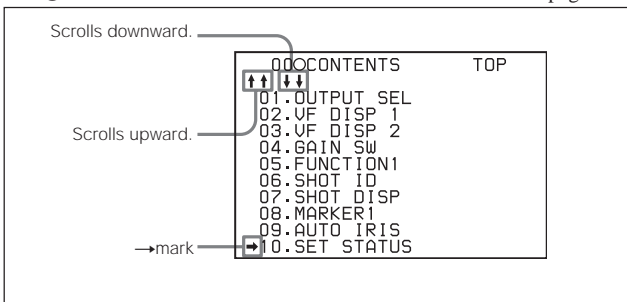 Scrolls downward.
00○CONTENTS TOP
↑↑ ↓↓
01.OUTPUT SEL
02.VF DISP 1
03.VF DISP 2
Scrolls upward.
04.GAIN SW
05.FUNCTION1
06.SHOT ID
07.SHOT DISP
08.MARKER1
09.AUTO IRIS
→mark
➡10.SET STATUS